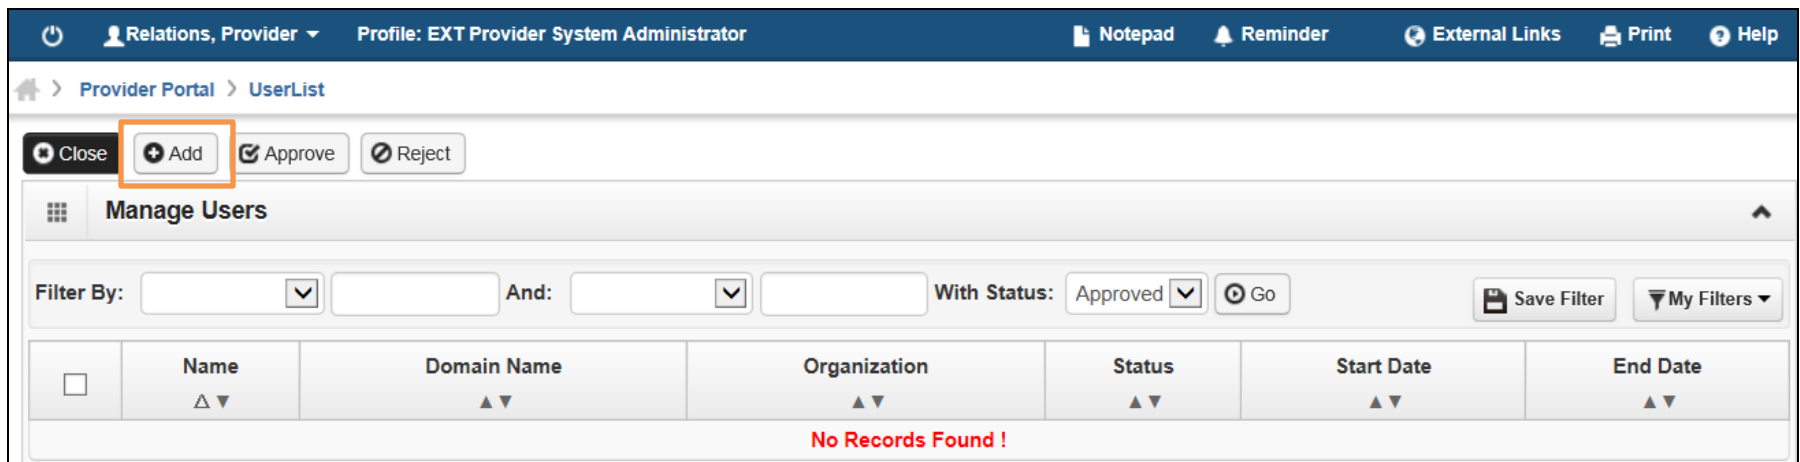 Relations, Provider Profile: EXT Provider System Administrator Notepad Reminder External Links Print Help
Provider Portal UserList
Close Add Approve Reject
Manage Users
Filter By: And: With Status: Approved Go Save Filter My Filters
Name Domain Name Organization Status Start Date End Date
No Records Found !